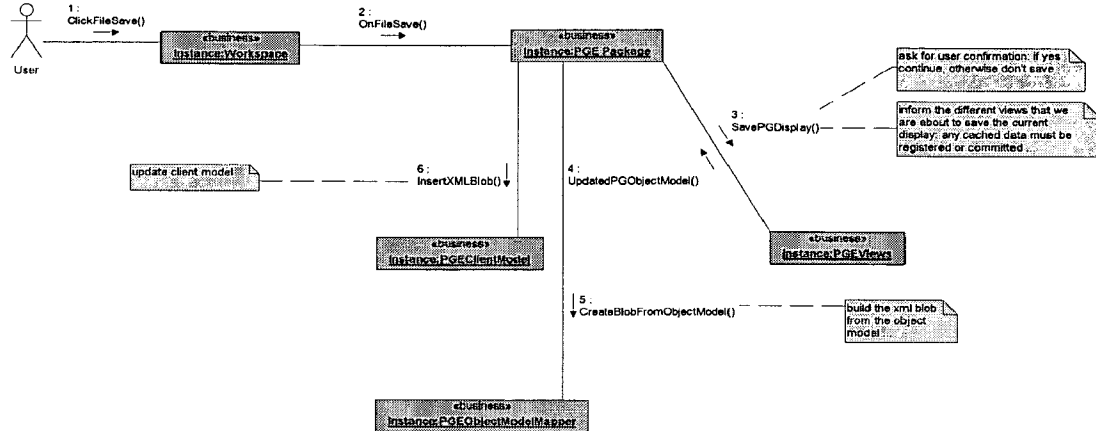 1 :
ClickFileSave()
User
«business»
Instance:Workspace
2 :
OnFileSave()
«business»
Instance:PGE Package
ask for user confirmation: if yes
continue, otherwise don't save
inform the different views that we
are about to save the current
display: any cached data must be
registered or committed ...
3 :
SavePGDisplay()
update client model
6 :
InsertXMLBlob()
4 :
UpdatedPGObjectModel()
«business»
Instance:PGEClientModel
«business»
Instance:PGEViews
5 :
CreateBlobFromObjectModel()
build the xml blob
from the object
model ...
«business»
Instance:PGEObjectModelMapper